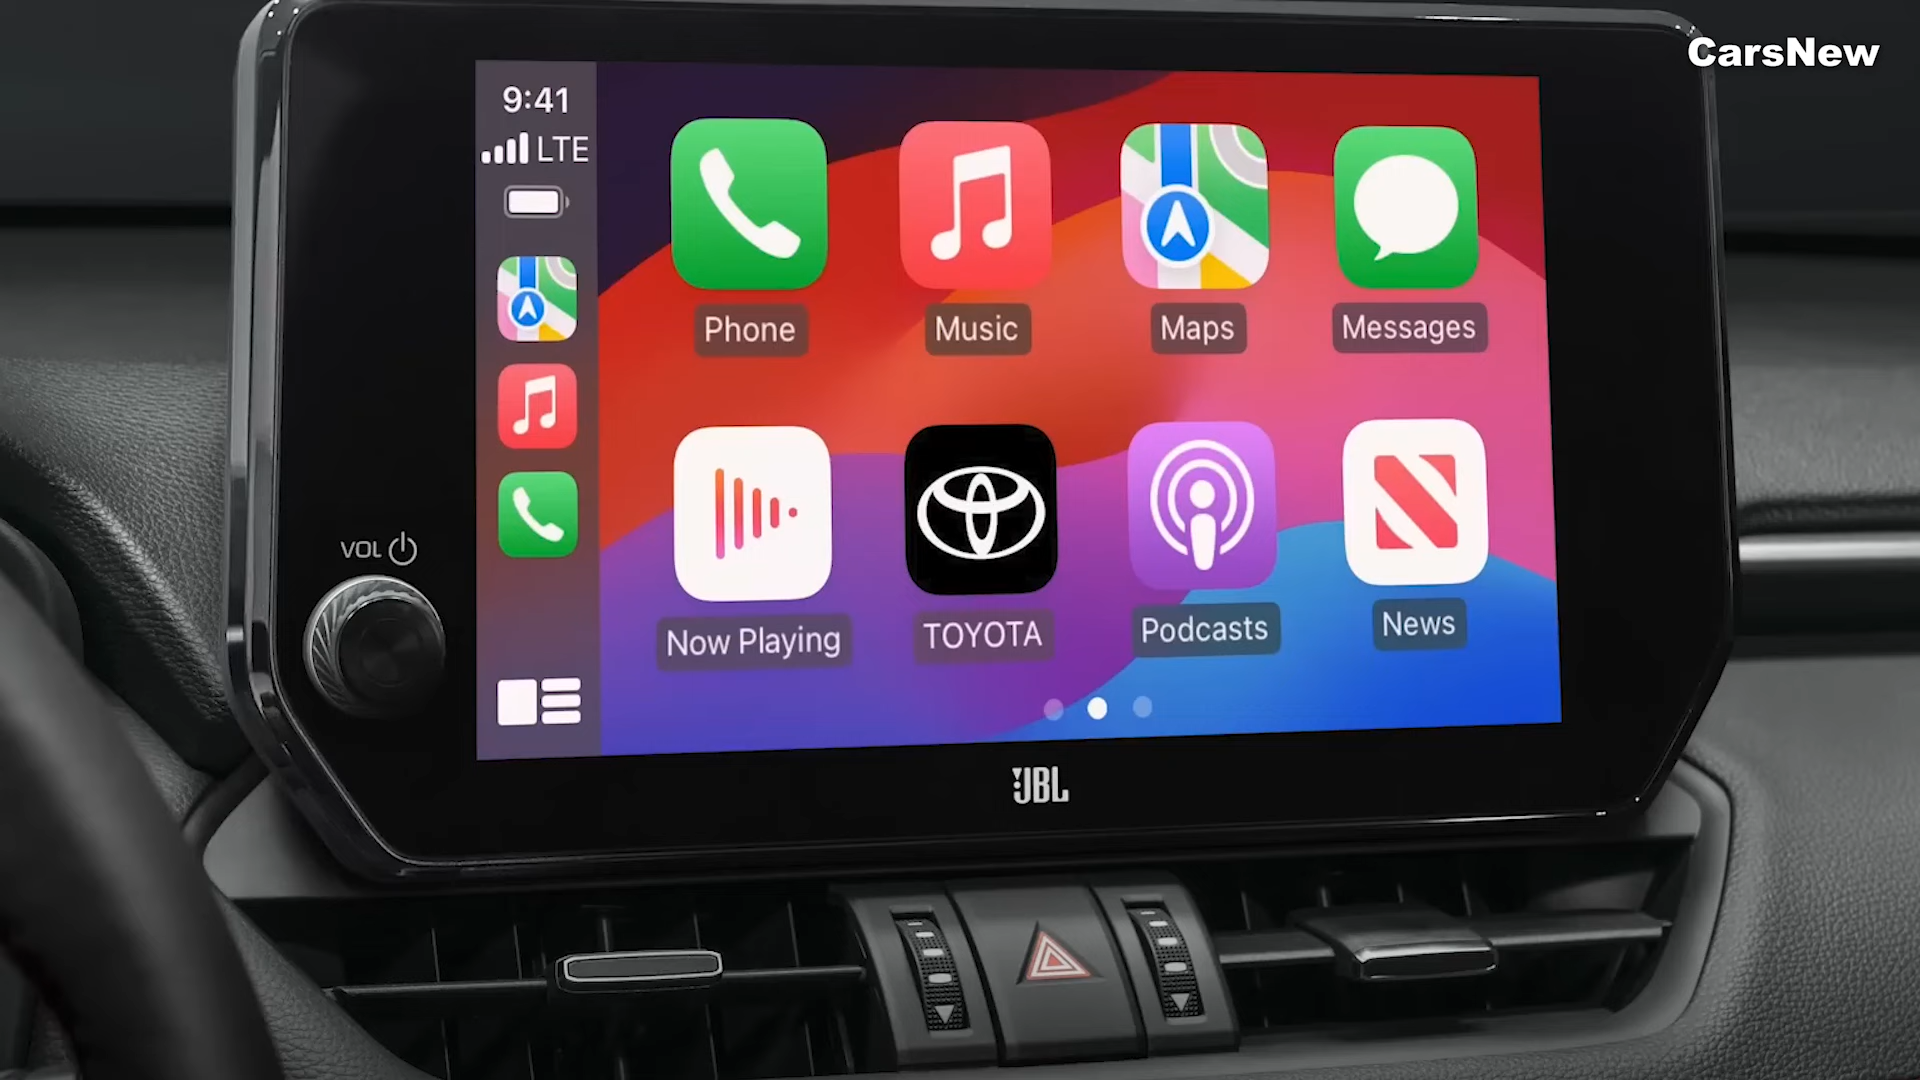 CarsNew
9:41
LTE
Phone
Music
Maps
Messages
Now Playing
TOYOTA
Podcasts
News
VOL
JBL